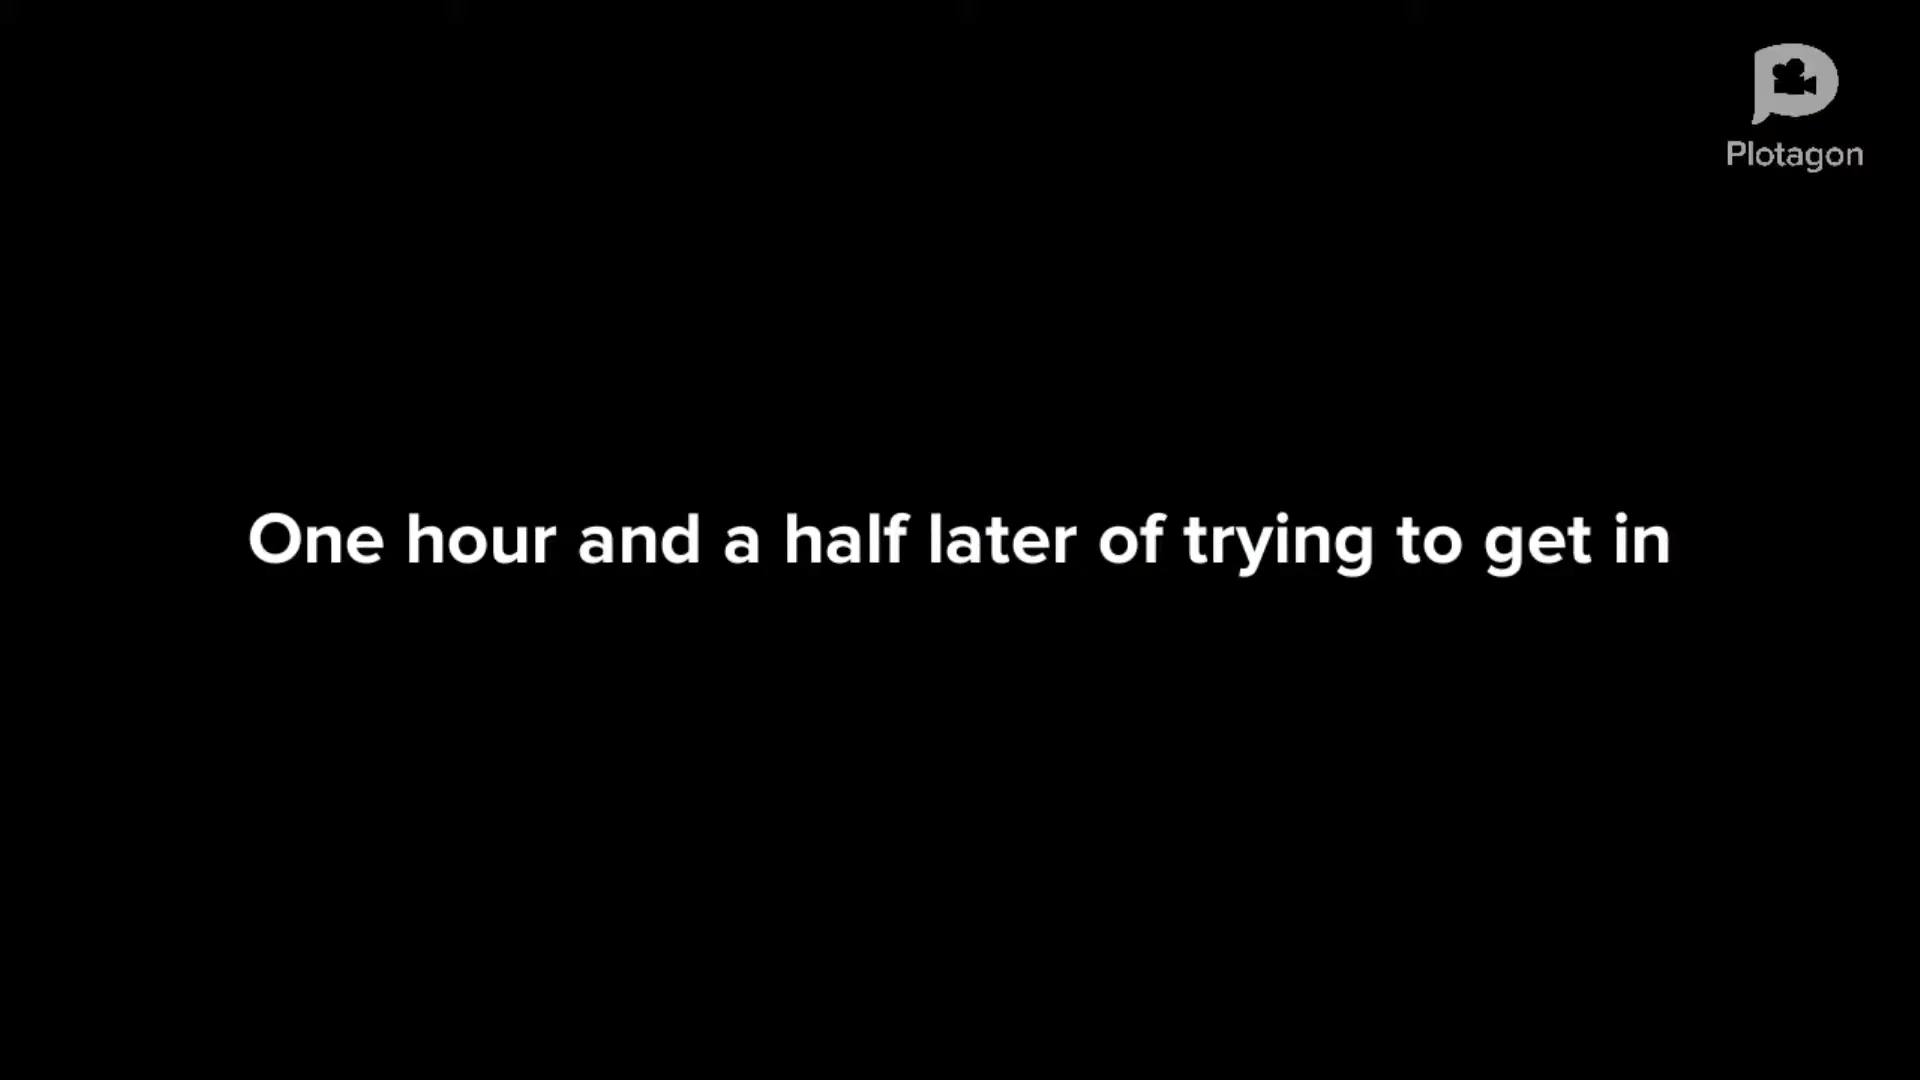 Plotagon
One hour and a half later of trying to get in